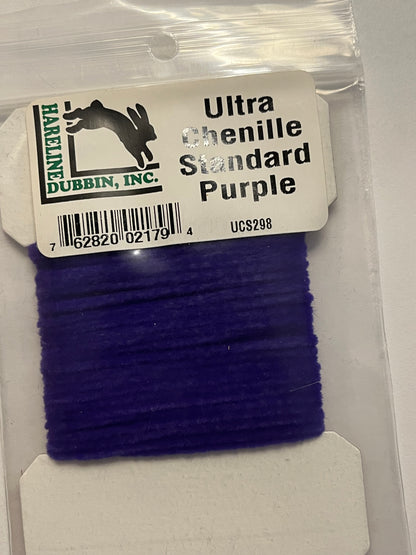 HARELINE
DUBBIN, INC.
Ultra
Chenille
Standard
Purple
7 62820 02179 4
UCS298